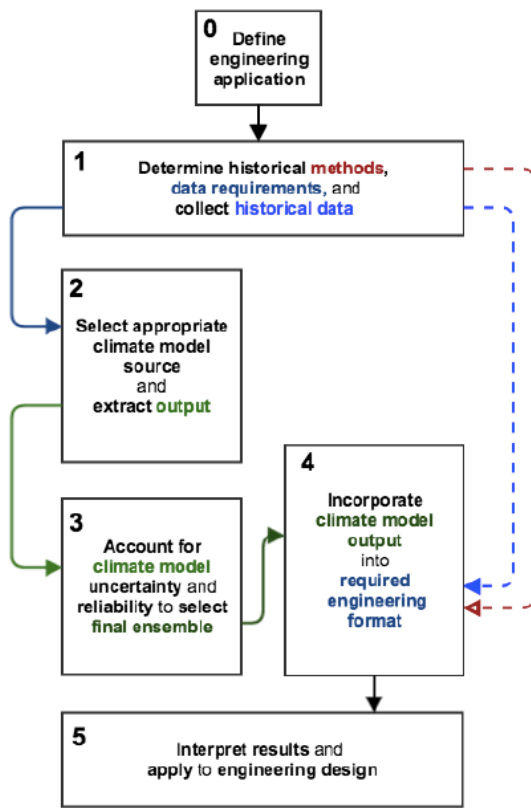 0
Define
engineering
application
1
Determine historical methods,
data requirements, and
collect historical data
2
Select appropriate
climate model
source
and
extract output
3
Account for
climate model
uncertainty and
reliability to select
final ensemble
4
Incorporate
climate model
output
into
required
engineering
format
5
Interpret results and
apply to engineering design